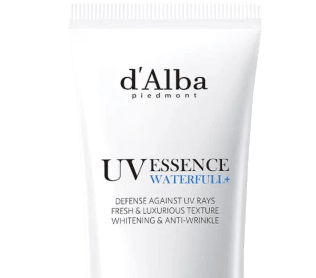 d'Alba
piedmont
UV ESSENCE
WATERFULL+
DEFENSE AGAINST UV RAYS
FRESH & LUXURIOUS TEXTURE
WHITENING & ANTI-WRINKLE